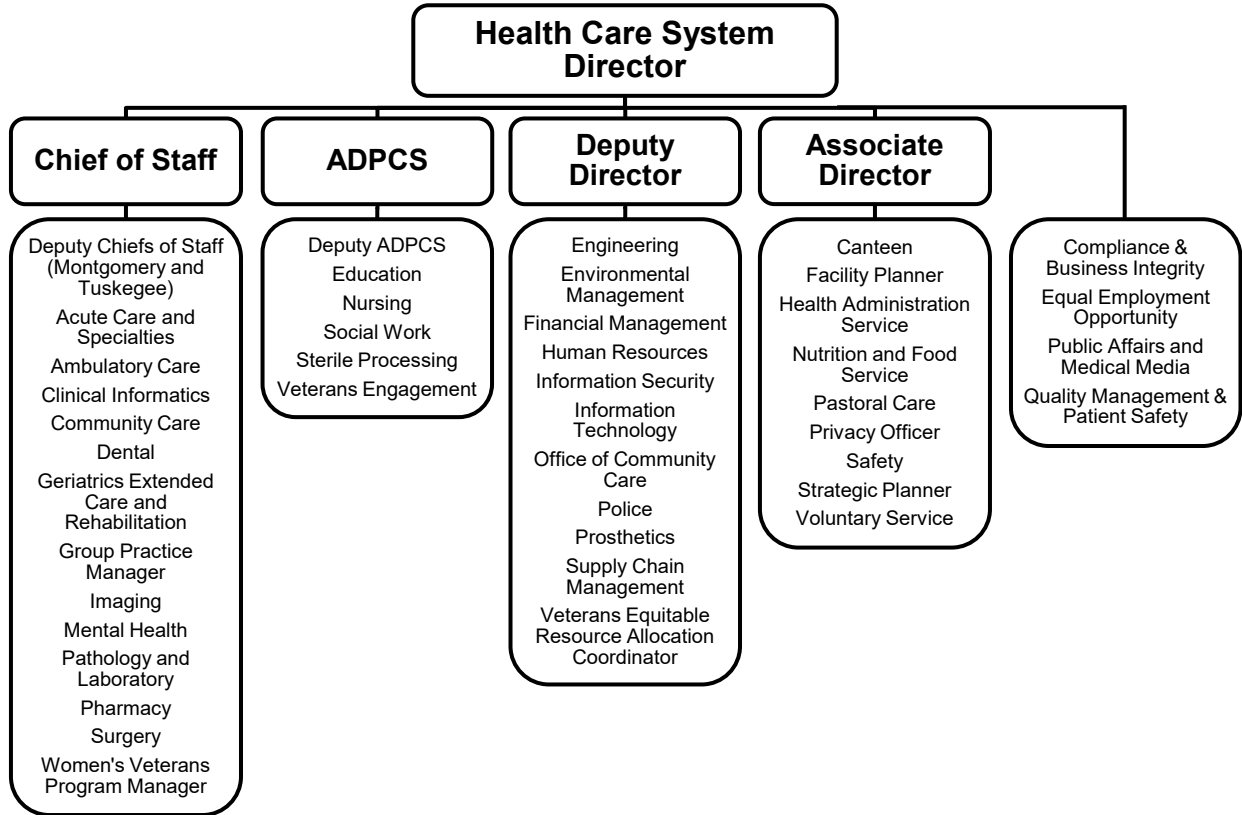 Health Care System
Director
Chief of Staff
ADPCS
Deputy
Director
Associate
Director
Deputy Chiefs of Staff
(Montgomery and
Tuskegee)
Acute Care and
Specialties
Ambulatory Care
Clinical Informatics
Community Care
Dental
Geriatrics Extended
Care and
Rehabilitation
Group Practice
Manager
Imaging
Mental Health
Pathology and
Laboratory
Pharmacy
Surgery
Women's Veterans
Program Manager
Deputy ADPCS
Education
Nursing
Social Work
Sterile Processing
Veterans Engagement
Engineering
Environmental
Management
Financial Management
Human Resources
Information Security
Information
Technology
Office of Community
Care
Police
Prosthetics
Supply Chain
Management
Veterans Equitable
Resource Allocation
Coordinator
Canteen
Facility Planner
Health Administration
Service
Nutrition and Food
Service
Pastoral Care
Privacy Officer
Safety
Strategic Planner
Voluntary Service
Compliance &
Business Integrity
Equal Employment
Opportunity
Public Affairs and
Medical Media
Quality Management &
Patient Safety